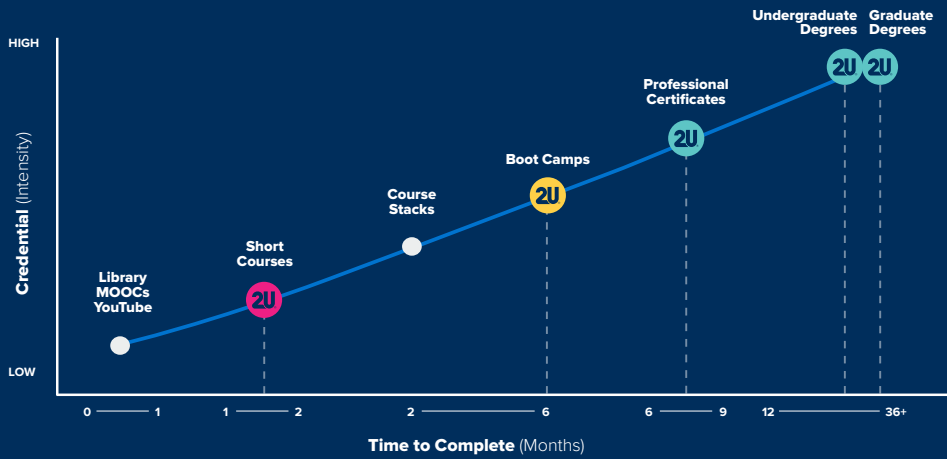 Undergraduate Degrees
Graduate Degrees
HIGH
2U
2U
Professional
Certificates
2U
Boot Camps
2U
Course
Stacks
Short
Courses
2U
Library
MOOCs
YouTube
Credential (Intensity)
LOW
0 1
1 2
2 6
6 9
12 36+
Time to Complete (Months)